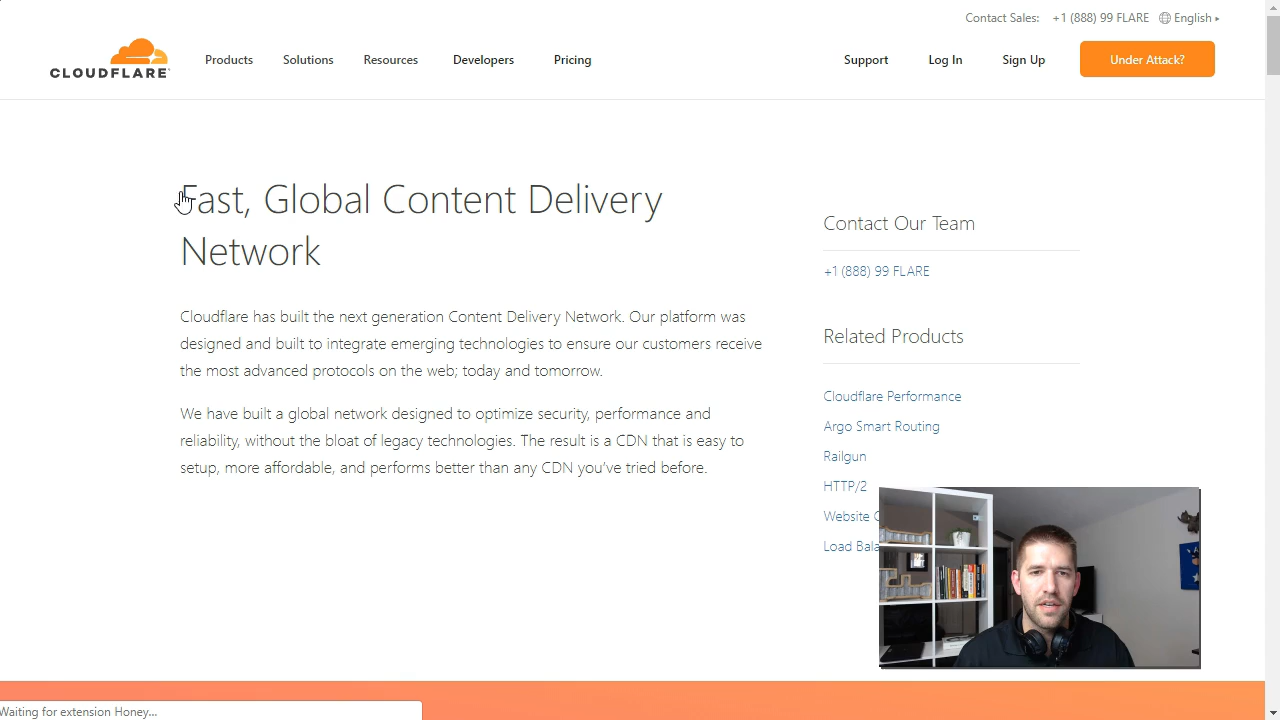 Contact Sales: +1 (888) 99 FLARE English
CLOUDFLARE
Products Solutions Resources Developers Pricing Support Log In Sign Up Under Attack?
Fast, Global Content Delivery
Network
Cloudflare has built the next generation Content Delivery Network. Our platform was
designed and built to integrate emerging technologies to ensure our customers receive
the most advanced protocols on the web; today and tomorrow.
We have built a global network designed to optimize security, performance and
reliability, without the bloat of legacy technologies. The result is a CDN that is easy to
setup, more affordable, and performs better than any CDN you've tried before.
Contact Our Team
+1 (888) 99 FLARE
Related Products
Cloudflare Performance
Argo Smart Routing
Railgun
HTTP/2
Website
Load
Waiting for extension Honey...